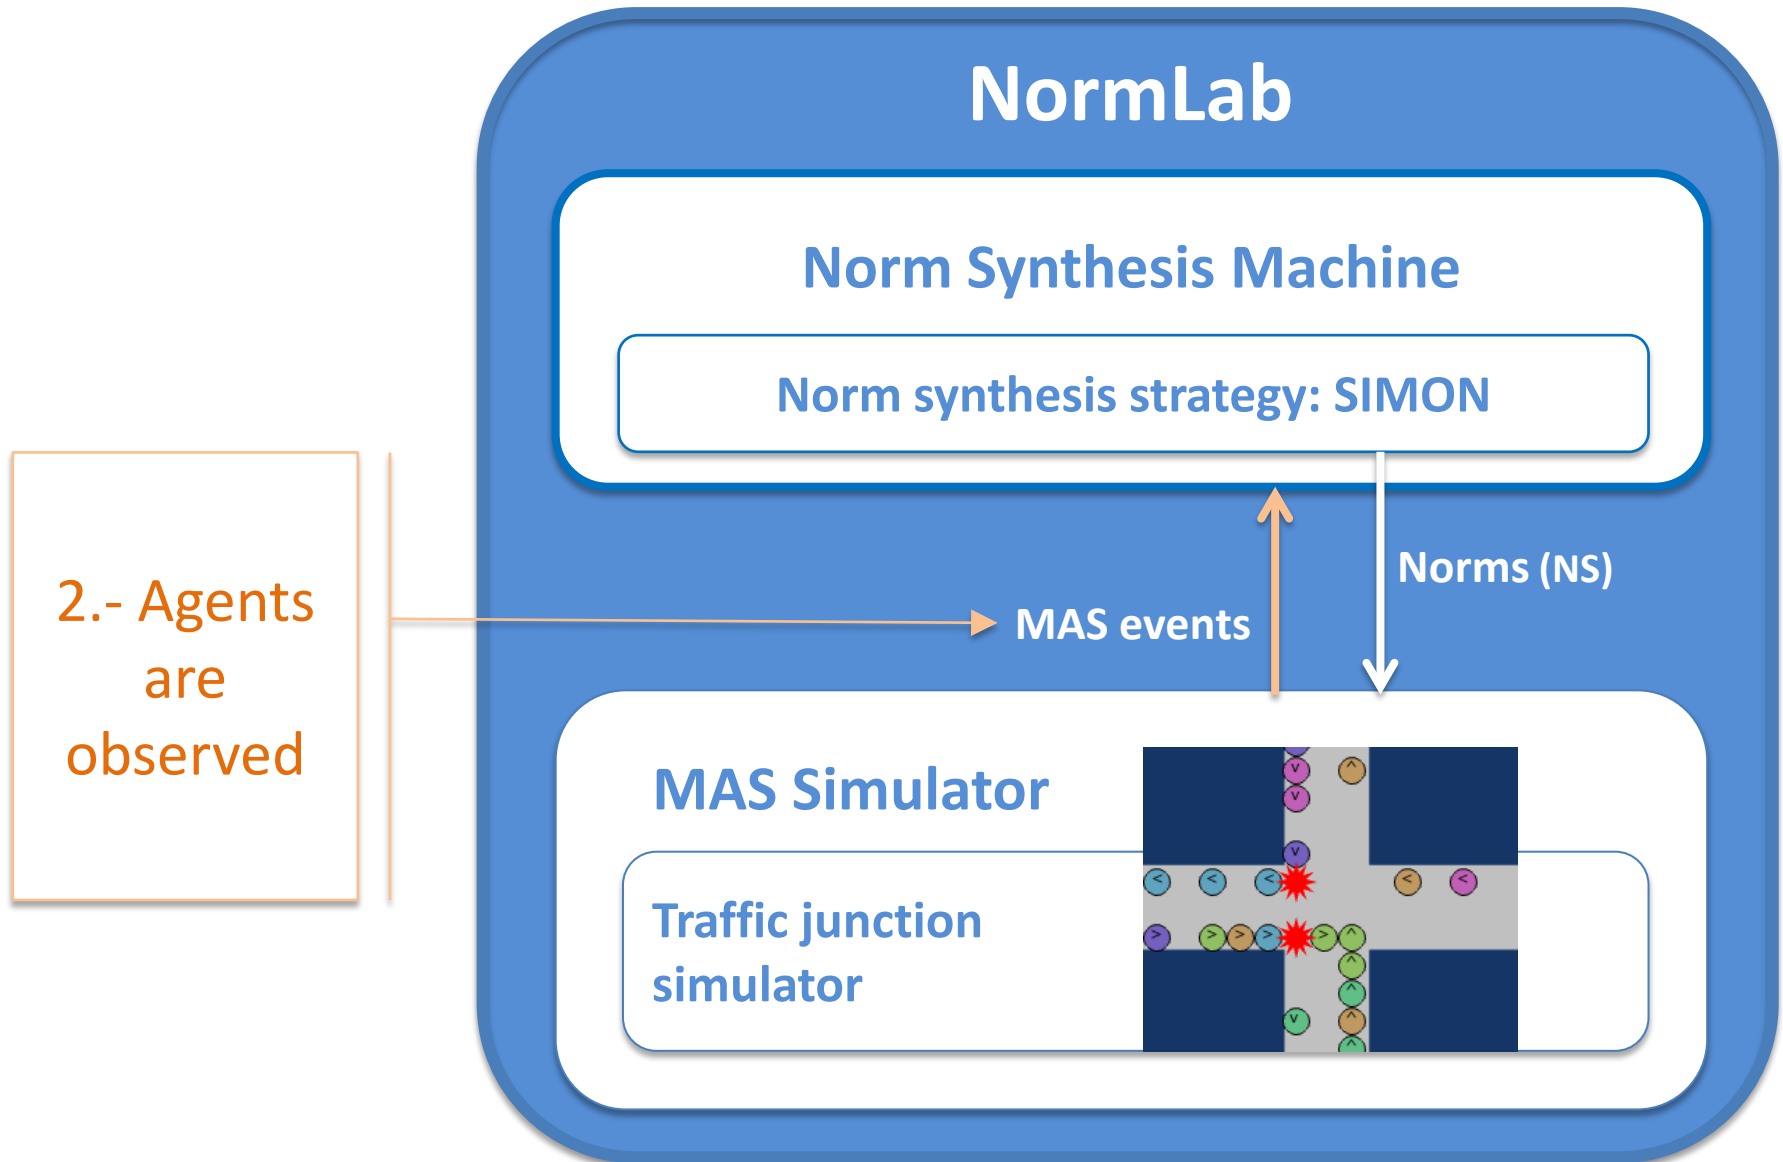 NormLab
Norm Synthesis Machine
Norm synthesis strategy: SIMON
2.- Agents
are
observed
Norms (NS)
MAS events
MAS Simulator
Traffic junction
simulator